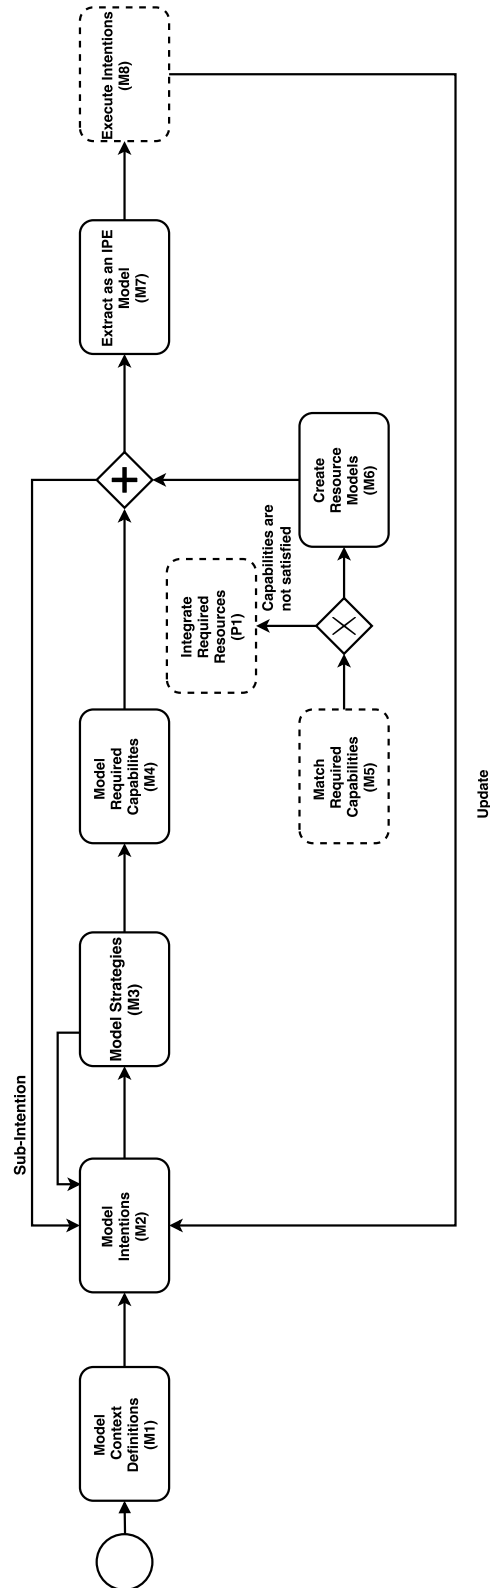 Sub-Intention
Model
Context
Definitions
(M1)
Model
Intentions
(M2)
Model Strategies
(M3)
Model
Required
Capabilites
(M4)
Extract as an IPE
Model
(M7)
Execute Intentions
(M8)
Integrate
Required
Resources
(P1)
Capabilities are
not satisfied
Match
Required
Capabilities
(M5)
Create
Resource
Models
(M6)
Update